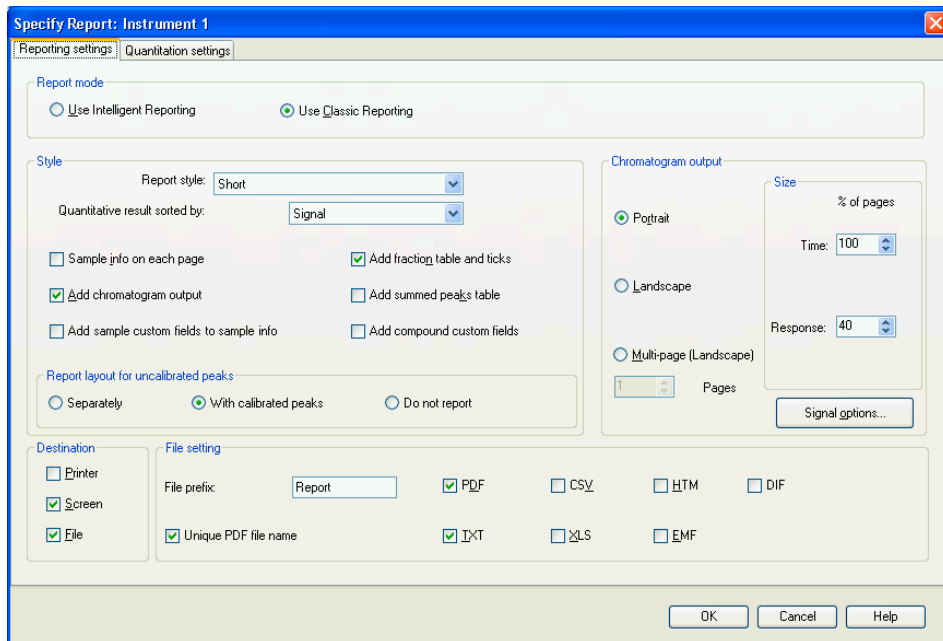 Specify Report: Instrument 1
Reporting settings
Quantitation settings
Report mode
Use Intelligent Reporting
Use Classic Reporting
Style
Report style: Short
Quantitative result sorted by: Signal
Sample info on each page
Add fraction table and ticks
Add chromatogram output
Add summed peaks table
Add sample custom fields to sample info
Add compound custom fields
Report layout for uncalibrated peaks
Separately
With calibrated peaks
Do not report
Chromatogram output
Portrait
Landscape
Multi-page (Landscape)
1 Pages
Size
% of pages
Time: 100
Response: 40
Signal options...
Destination
Printer
Screen
File
File setting
File prefix: Report
PDF
CSV
HTM
DIF
Unique PDF file name
TXT
XLS
EMF
OK
Cancel
Help